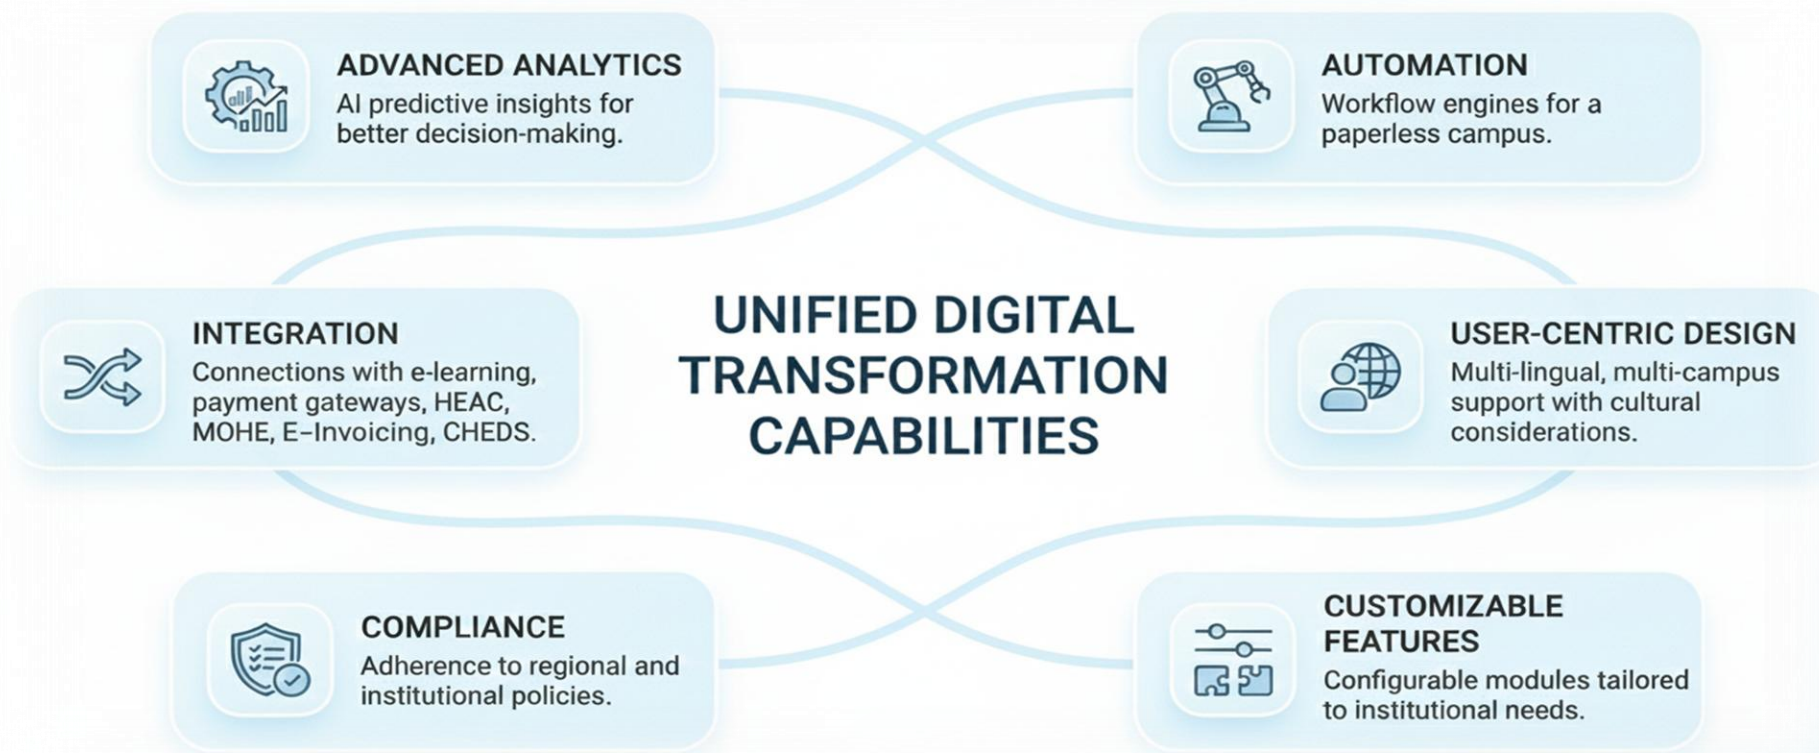 ADVANCED ANALYTICS
AI predictive insights for
better decision-making.
AUTOMATION
Workflow engines for a
paperless campus.
INTEGRATION
Connections with e-learning,
payment gateways, HEAC,
MOHE, E–Invoicing, CHEDS.
UNIFIED DIGITAL
TRANSFORMATION
CAPABILITIES
USER-CENTRIC DESIGN
Multi-lingual, multi-campus
support with cultural
considerations.
COMPLIANCE
Adherence to regional and
institutional policies.
CUSTOMIZABLE
FEATURES
Configurable modules tailored
to institutional needs.